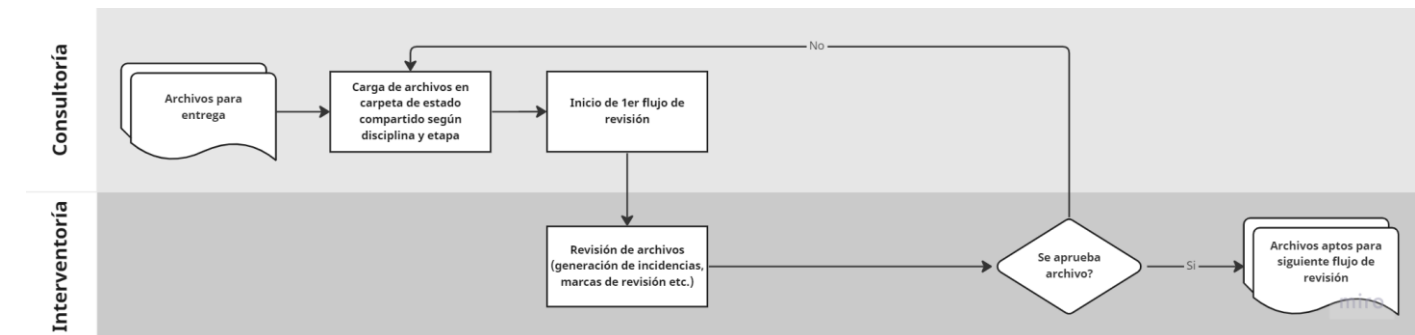 Consultoría
Archivos para
entrega
Carga de archivos en
carpeta de estado
compartido según
disciplina y etapa
Inicio de 1er flujo de
revisión
No
Interventoría
Revisión de archivos
(generación de incidencias,
marcas de revisión etc.)
Se aprueba
archivo?
Si
Archivos aptos para
siguiente flujo de
revisión
miro